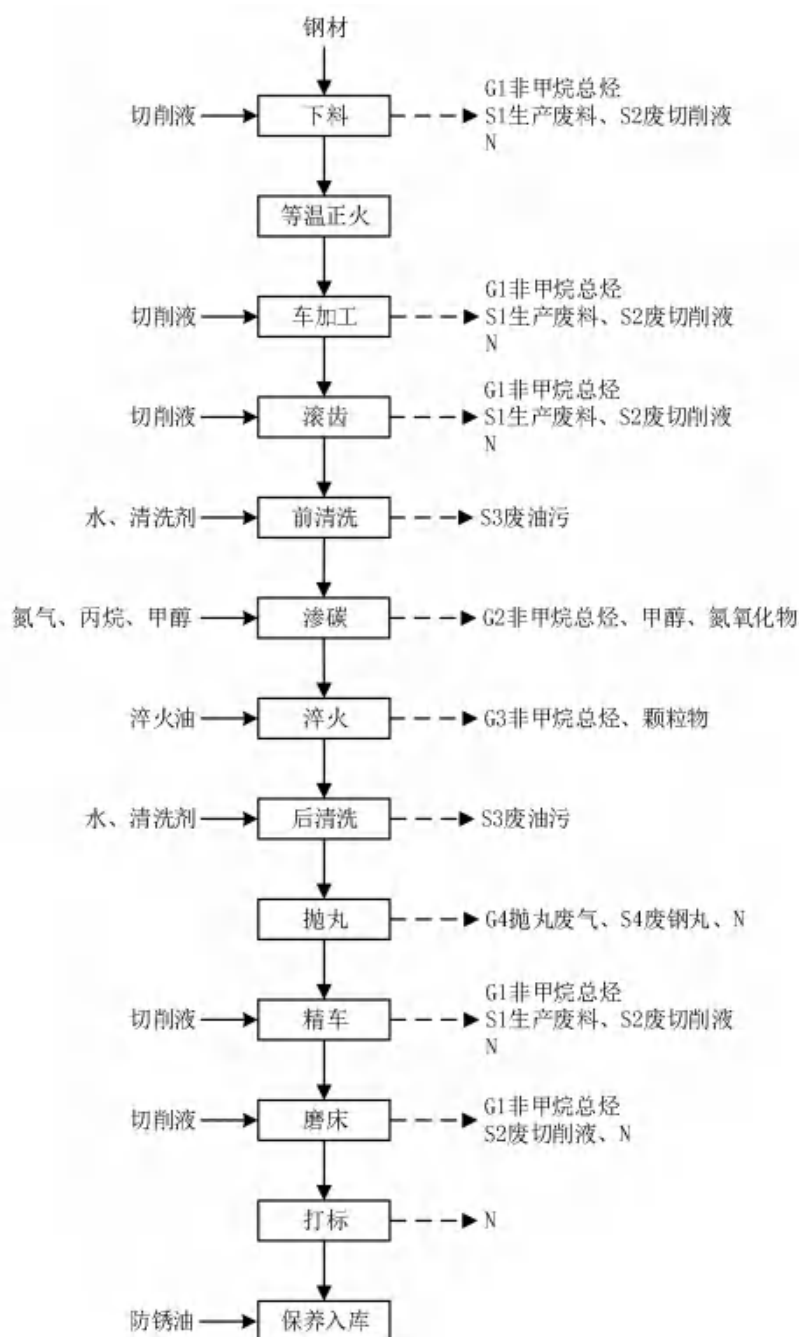 钢材
切削液
下料
G1非甲烷总烃
S1生产废料、S2废切削液
N
等温正火
切削液
车加工
G1非甲烷总烃
S1生产废料、S2废切削液
N
切削液
滚齿
G1非甲烷总烃
S1生产废料、S2废切削液
N
水、清洗剂
前清洗
S3废油污
氮气、丙烷、甲醇
渗碳
G2非甲烷总烃、甲醇、氮氧化物
淬火油
淬火
G3非甲烷总烃、颗粒物
水、清洗剂
后清洗
S3废油污
抛丸
G4抛丸废气、S4废钢丸、N
切削液
精车
G1非甲烷总烃
S1生产废料、S2废切削液
N
切削液
磨床
G1非甲烷总烃
S2废切削液、N
打标
N
防锈油
保养入库